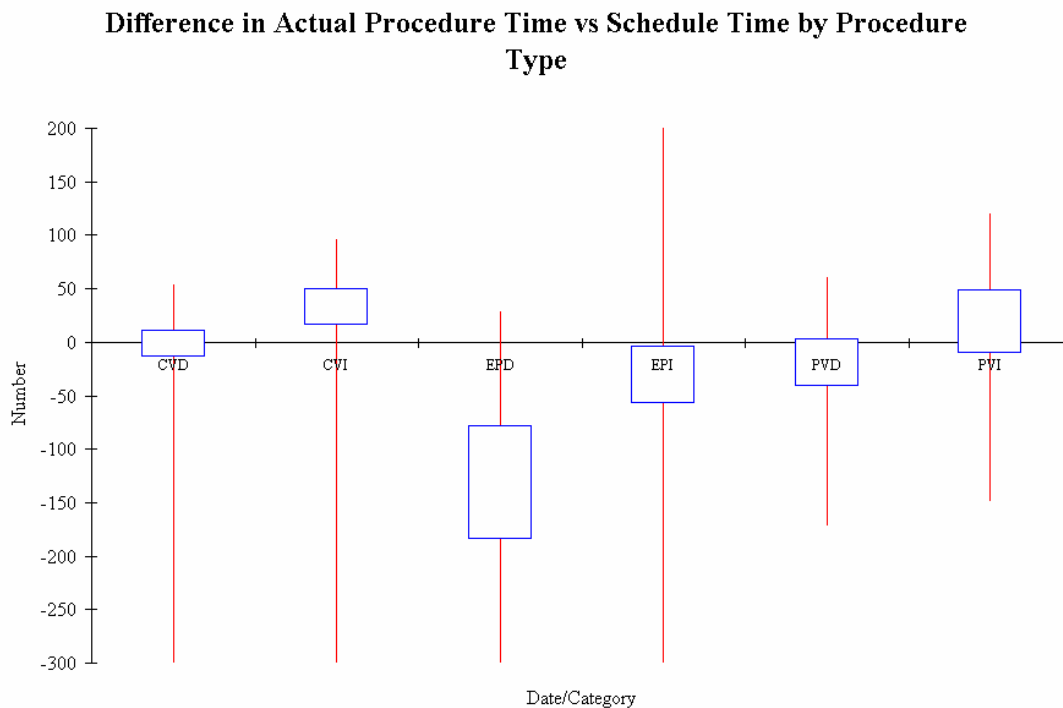 Difference in Actual Procedure Time vs Schedule Time by Procedure
Type
200
150
100
50
0
-50
-100
-150
-200
-250
-300
Number
CVD
CVI
EPD
EPI
PVD
PVI
Date/Category